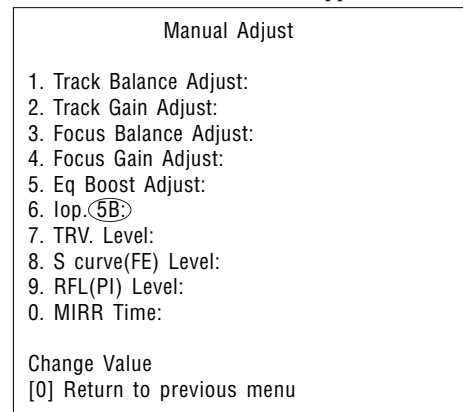 Manual Adjust
1. Track Balance Adjust:
2. Track Gain Adjust:
3. Focus Balance Adjust:
4. Focus Gain Adjust:
5. Eq Boost Adjust:
6. Iop.5B:
7. TRV. Level:
8. S curve(FE) Level:
9. RFL(PI) Level:
0. MIRR Time:
Change Value
[0] Return to previous menu